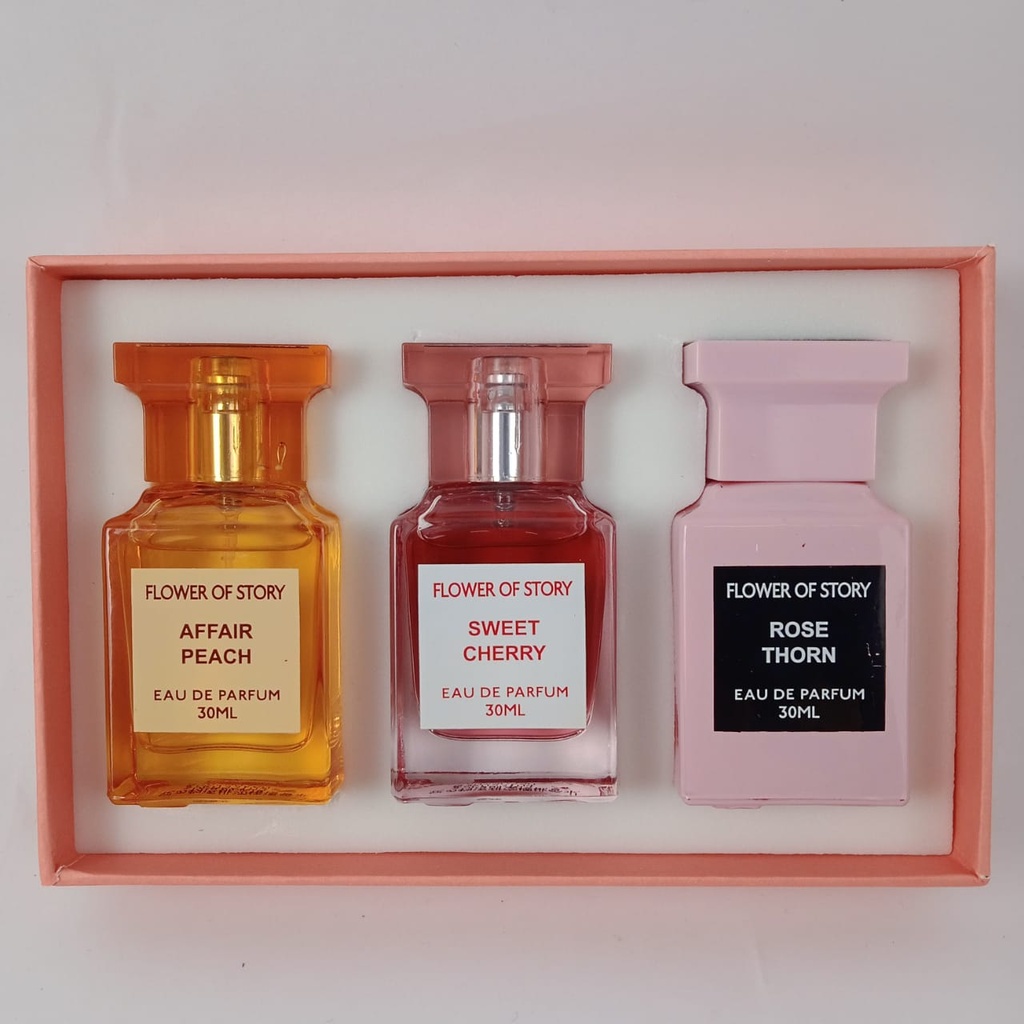 FLOWER OF STORY
AFFAIR
PEACH
EAU DE PARFUM
30ML
FLOWER OF STORY
SWEET
CHERRY
EAU DE PARFUM
30ML
FLOWER OF STORY
ROSE
THORN
EAU DE PARFUM
30ML